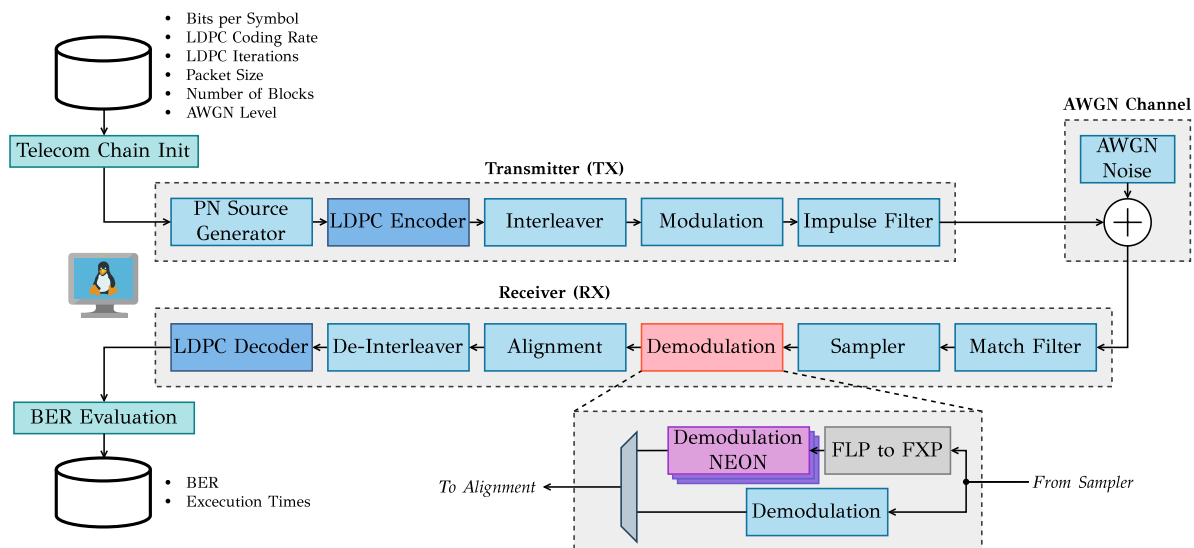 • Bits per Symbol
• LDPC Coding Rate
• LDPC Iterations
• Packet Size
• Number of Blocks
• AWGN Level
Telecom Chain Init
AWGN Channel
AWGN
Noise
Transmitter (TX)
PN Source
Generator
LDPC Encoder
Interleaver
Modulation
Impulse Filter
Receiver (RX)
LDPC Decoder
De-Interleaver
Alignment
Demodulation
Sampler
Match Filter
BER Evaluation
• BER
• Excecution Times
To Alignment
Demodulation
NEON
FLP to FXP
Demodulation
From Sampler